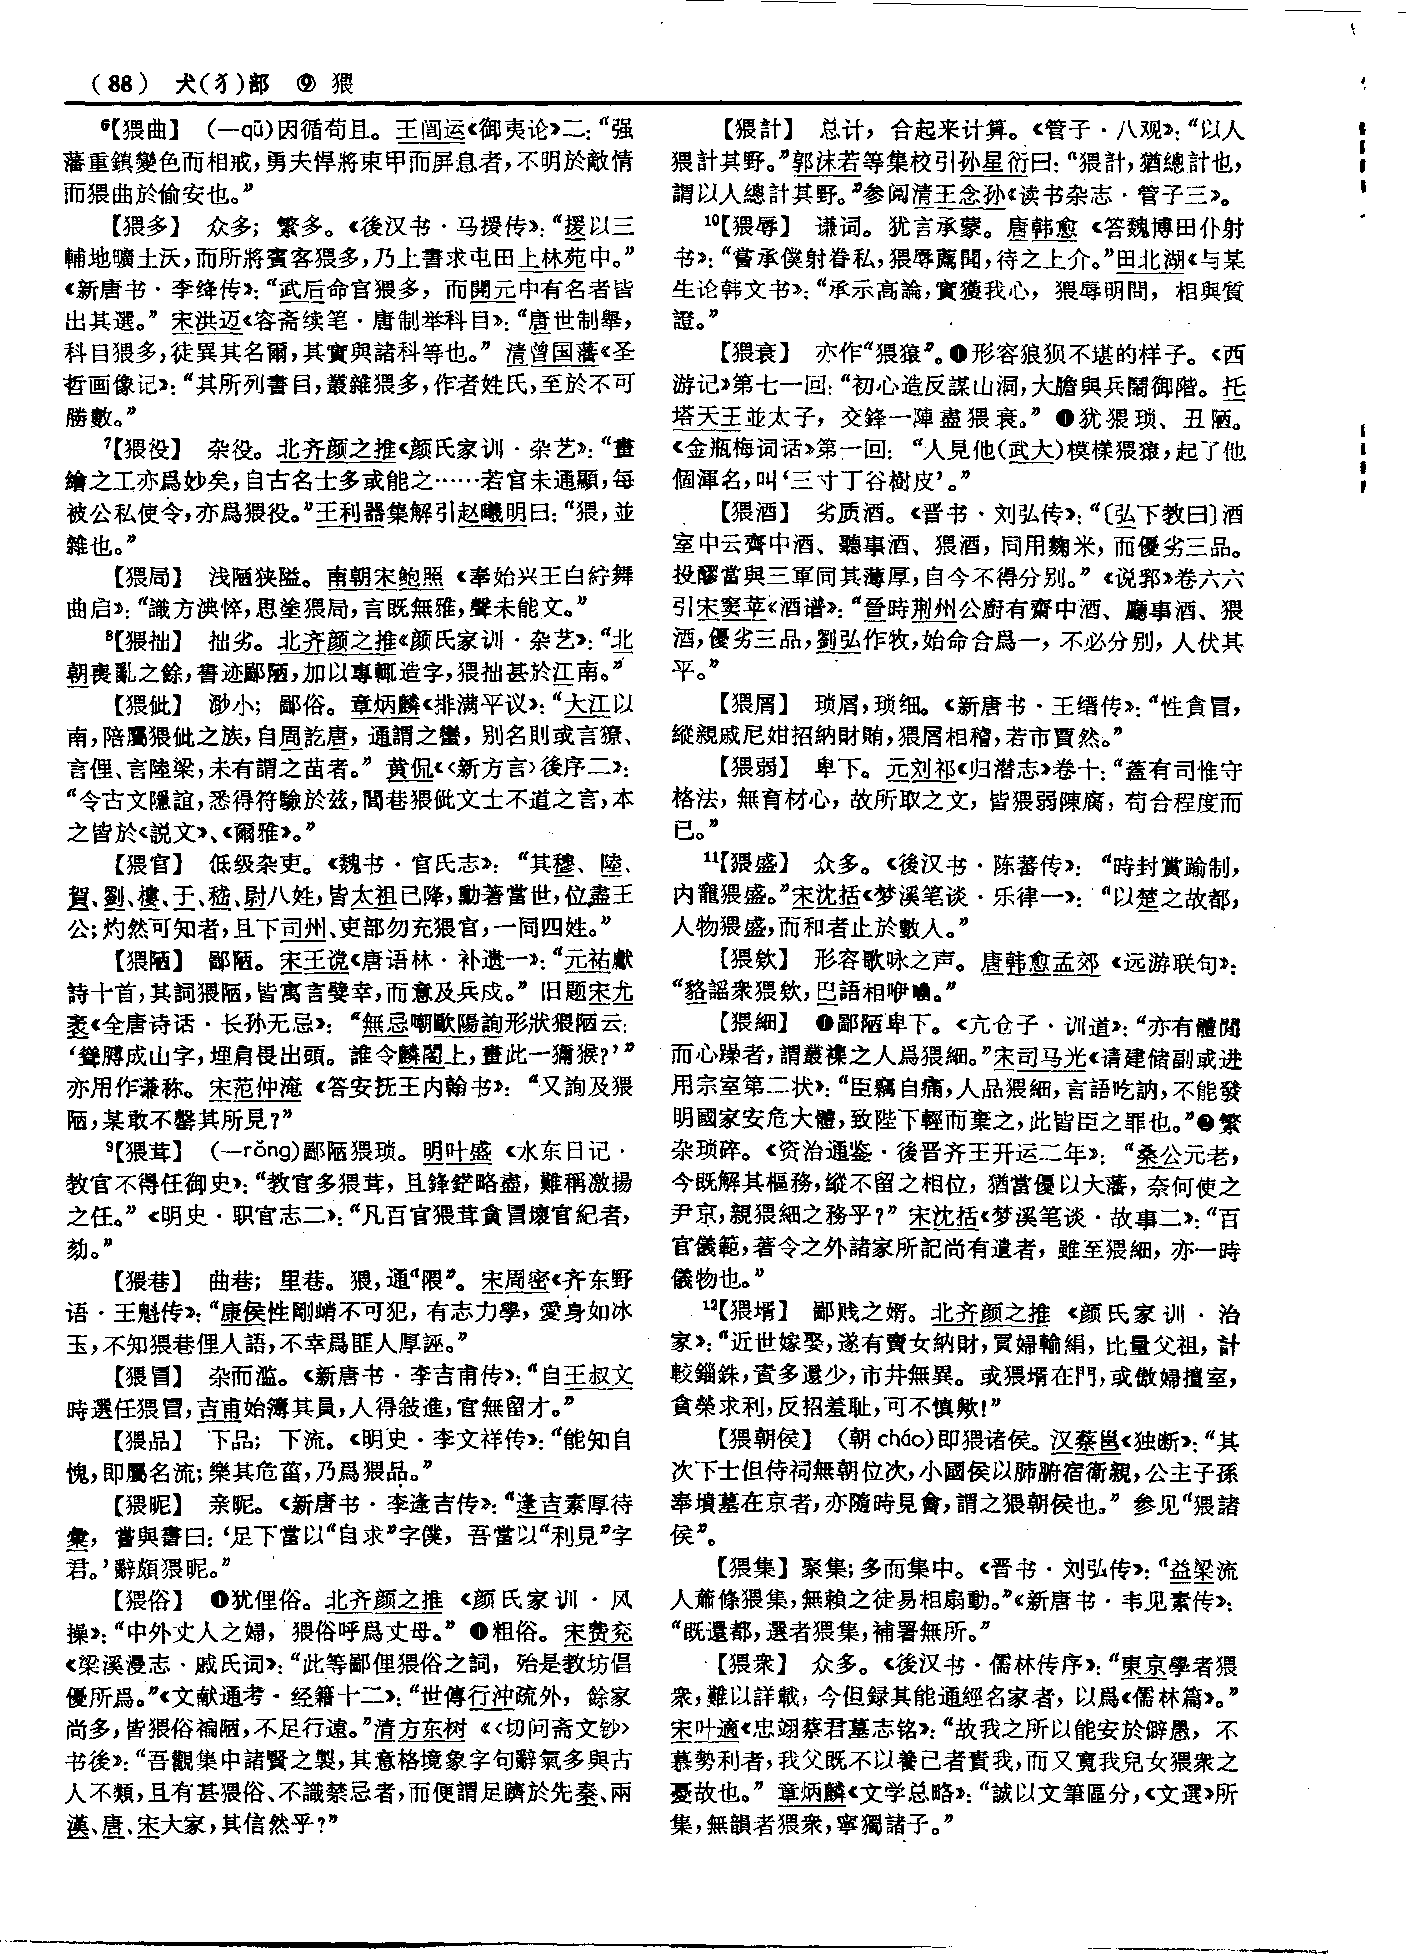 (88) 犬(犭)部 ⑨ 猥
⁶【猥曲】 (—qū)因循苟且。王闿运《御夷论》二：“强
藩重鎮變色而相戒，勇夫悍將束甲而屏息者，不明於敵情
而猥曲於偷安也。”
【猥多】 众多；繁多。《後汉书·马援传》：“援以三
輔地曠土沃，而所將賓客猥多，乃上書求屯田上林苑中。”
《新唐书·李绛传》：“武后命官猥多，而開元中有名者皆
出其選。”宋洪迈《容斋续笔·唐制举科目》：“唐世制舉，
科目猥多，徒異其名爾，其實與諸科等也。”清曾国藩《圣
哲画像记》：“其所列書目，叢雜猥多，作者姓氏，至於不可
勝數。”
⁷【猥役】 杂役。北齐颜之推《颜氏家训·杂艺》：“畫
繪之工亦爲妙矣，自古名士多或能之……若官未通顯，每
被公私使令，亦爲猥役。”王利器集解引赵曦明曰：“猥，並
雜也。”
【猥局】 浅陋狭隘。南朝宋鲍照《奉始兴王白紵舞
曲启》：“識方淟悴，思塗猥局，言既無雅，聲未能文。”
⁸【猥拙】 拙劣。北齐颜之推《颜氏家训·杂艺》：“北
朝喪亂之餘，書迹鄙陋，加以專輒造字，猥拙甚於江南。”
【猥佌】 渺小；鄙俗。章炳麟《排满平议》：“大江以
南，陪屬猥佌之族，自周訖唐，通謂之蠻，别名則或言獠、
言俚、言陸梁，未有謂之苗者。”黄侃《〈新方言〉後序二》：
“令古文隱誼，悉得符驗於兹，閭巷猥佌文士不道之言，本
之皆於《説文》、《爾雅》。”
【猥官】 低级杂吏。《魏书·官氏志》：“其穆、陸、
賀、劉、樓、于、嵇、尉八姓，皆太祖已降，勳著當世，位盡王
公；灼然可知者，且下司州、吏部勿充猥官，一同四姓。”
【猥陋】 鄙陋。宋王谠《唐语林·补遗一》：“元祐獻
詩十首，其詞猥陋，皆寓言嬖幸，而意及兵戍。”旧题宋尤
袤《全唐诗话·长孙无忌》：“無忌嘲歐陽詢形狀猥陋云：
‘聳膊成山字，埋肩畏出頭。誰令麟閣上，畫此一獼猴？’”
亦用作谦称。宋范仲淹《答安抚王内翰书》：“又詢及猥
陋，某敢不罄其所見？”
⁹【猥茸】 (—rǒng)鄙陋猥琐。明叶盛《水东日记·
教官不得任御史》：“教官多猥茸，且鋒鋩略盡，難稱激揚
之任。”《明史·职官志二》：“凡百官猥茸貪冒壞官紀者，
劾。”
【猥巷】 曲巷；里巷。猥，通“隈”。宋周密《齐东野
语·王魁传》：“康侯性剛峭不可犯，有志力學，愛身如冰
玉，不知猥巷俚人語，不幸爲匪人厚誣。”
【猥冒】 杂而滥。《新唐书·李吉甫传》：“自王叔文
時選任猥冒，吉甫始簿其員，人得敍進，官無留才。”
【猥品】 下品；下流。《明史·李文祥传》：“能知自
愧，即屬名流；樂其危菑，乃爲猥品。”
【猥昵】 亲昵。《新唐书·李逢吉传》：“逢吉素厚待
彙，嘗與書曰：‘足下當以“自求”字僕，吾當以“利見”字
君。’辭頗猥昵。”
【猥俗】 ❶犹俚俗。北齐颜之推《颜氏家训·风
操》：“中外丈人之婦，猥俗呼爲丈母。”❶粗俗。宋费兖
《梁溪漫志·戚氏词》：“此等鄙俚猥俗之詞，殆是教坊倡
優所爲。”《文献通考·经籍十二》：“世傳行沖疏外，餘家
尚多，皆猥俗褊陋，不足行遠。”清方东树《〈切问斋文钞〉
书後》：“吾觀集中諸賢之製，其意格境象字句辭氣多與古
人不類，且有甚猥俗、不識禁忌者，而便謂足躋於先秦、兩
漢、唐、宋大家，其信然乎？”
【猥計】 总计，合起来计算。《管子·八观》：“以人
猥計其野。”郭沫若等集校引孙星衍曰：“猥計，猶總計也，
謂以人總計其野。”参阅清王念孙《读书杂志·管子三》。
¹⁰【猥辱】 谦词。犹言承蒙。唐韩愈《答魏博田仆射
书》：“嘗承僕射眷私，猥辱薦聞，待之上介。”田北湖《与某
生论韩文书》：“承示高論，實獲我心，猥辱明問，相與質
證。”
【猥衰】 亦作“猥獕”。❶形容狼狈不堪的样子。《西
游记》第七一回：“初心造反謀山洞，大膽與兵鬧御階。托
塔天王並太子，交鋒一陣盡猥衰。”❶犹猥琐、丑陋。
《金瓶梅词话》第一回：“人見他(武大)模樣猥獕，起了他
個渾名，叫‘三寸丁谷樹皮’。”
【猥酒】 劣质酒。《晋书·刘弘传》：“〔弘下教曰〕酒
室中云齊中酒、聽事酒、猥酒，同用麴米，而優劣三品。
投醪當與三軍同其薄厚，自今不得分别。”《说郛》卷六六
引宋窦苹《酒谱》：“晉時荆州公廚有齋中酒、廳事酒、猥
酒，優劣三品，劉弘作牧，始命合爲一，不必分别，人伏其
平。”
【猥屑】 琐屑，琐细。《新唐书·王缙传》：“性貪冒，
縱親戚尼姏招納財賄，猥屑相稽，若市賈然。”
【猥弱】 卑下。元刘祁《归潜志》卷十：“蓋有司惟守
格法，無育材心，故所取之文，皆猥弱陳腐，苟合程度而
已。”
¹¹【猥盛】 众多。《後汉书·陈蕃传》：“時封賞踰制，
内寵猥盛。”宋沈括《梦溪笔谈·乐律一》：“以楚之故都，
人物猥盛，而和者止於數人。”
【猥欸】 形容歌咏之声。唐韩愈孟郊《远游联句》：
“貉謡衆猥欸，巴語相咿嚘。”
【猥細】 ❶鄙陋卑下。《亢仓子·训道》：“亦有體閒
而心躁者，謂叢襍之人爲猥細。”宋司马光《请建储副或进
用宗室第二状》：“臣竊自痛，人品猥細，言語吃訥，不能發
明國家安危大體，致陛下輕而棄之，此皆臣之罪也。”❷繁
杂琐碎。《资治通鉴·後晋齐王开运二年》：“桑公元老，
今既解其樞務，縱不留之相位，猶當優以大藩，奈何使之
尹京，親猥細之務乎？”宋沈括《梦溪笔谈·故事二》：“百
官儀範，著令之外諸家所記尚有遺者，雖至猥細，亦一時
儀物也。”
¹²【猥壻】 鄙贱之婿。北齐颜之推《颜氏家训·治
家》：“近世嫁娶，遂有賣女納財，買婦輸絹，比量父祖，計
較錙銖，責多還少，市井無異。或猥壻在門，或傲婦擅室，
貪榮求利，反招羞耻，可不慎歟！”
【猥朝侯】 (朝cháo)即猥诸侯。汉蔡邕《独断》：“其
次下士但侍祠無朝位次，小國侯以肺腑宿衛親，公主子孫
奉墳墓在京者，亦隨時見會，謂之猥朝侯也。”参见“猥諸
侯”。
【猥集】 聚集；多而集中。《晋书·刘弘传》：“益梁流
人蕭條猥集，無賴之徒易相扇動。”《新唐书·韦见素传》：
“既還都，選者猥集，補署無所。”
【猥衆】 众多。《後汉书·儒林传序》：“東京學者猥
衆，難以詳載，今但録其能通經名家者，以爲《儒林篇》。”
宋叶適《忠翊蔡君墓志铭》：“故我之所以能安於僻愚，不
慕勢利者，我父既不以養己者責我，而又寬我兒女猥衆之
憂故也。”章炳麟《文学总略》：“誠以文筆區分，《文選》所
集，無韻者猥衆，寧獨諸子。”